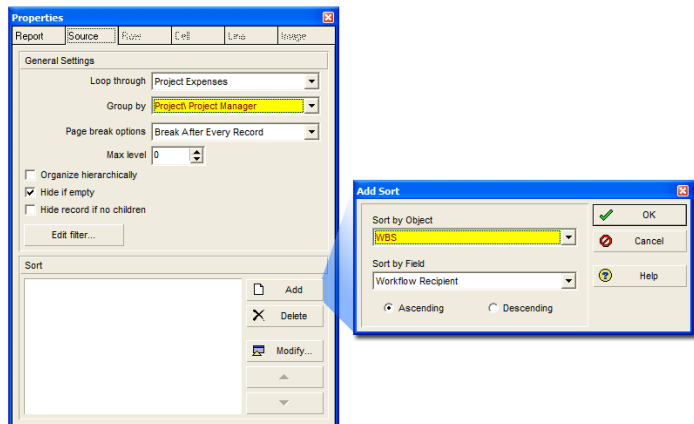 Properties
Report Source Row Cell Line Image
General Settings
Loop through Project Expenses
Group by Project\ Project Manager
Page break options Break After Every Record
Max level 0
Organize hierarchically
Hide if empty
Hide record if no children
Edit filter...
Sort
Add
Delete
Modify...
Add Sort
Sort by Object
WBS
Sort by Field
Workflow Recipient
Ascending Descending
OK
Cancel
Help